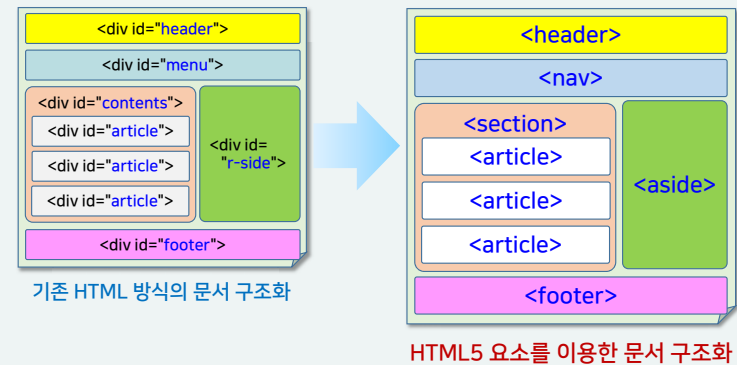 <div id="header">
<div id="menu">
<div id="contents">
<div id="article">
<div id="article">
<div id="article">
<div id=
"r-side">
<div id="footer">
기존 HTML 방식의 문서 구조화
<header>
<nav>
<section>
<article>
<article>
<article>
<aside>
<footer>
HTML5 요소를 이용한 문서 구조화